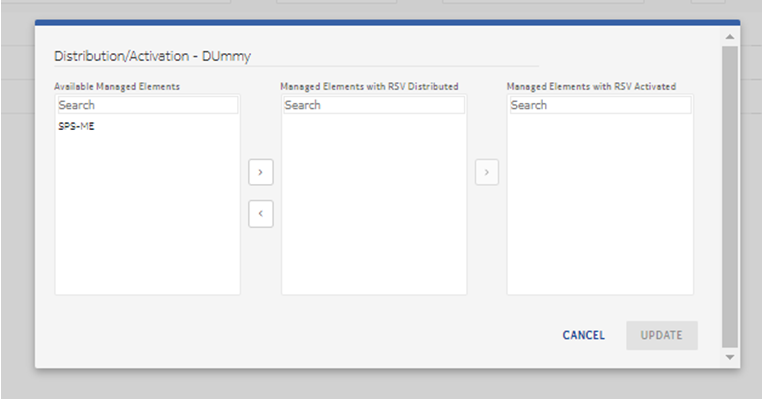 Distribution/Activation - DUmmy
Available Managed Elements
Managed Elements with RSV Distributed
Managed Elements with RSV Activated
Search
Search
Search
SPS-ME
>
>
<
CANCEL
UPDATE